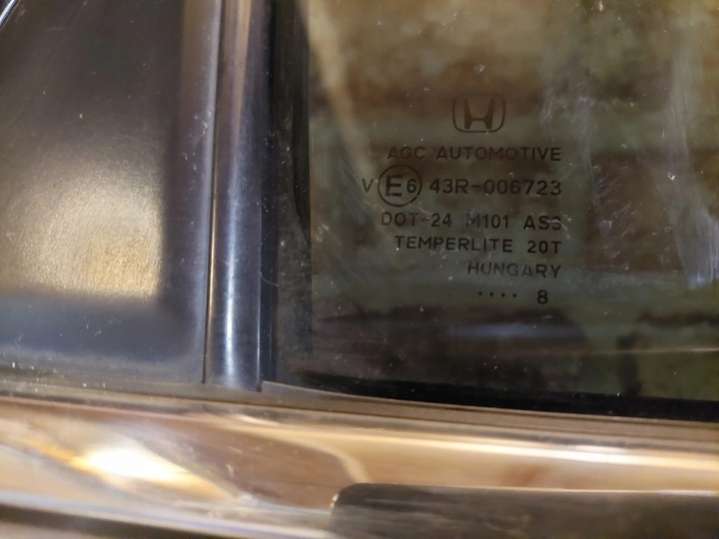 AGC AUTOMOTIVE
V E6 43R-006723
DOT-24 M101 AS3
TEMPERLITE 20T
HUNGARY
.... 8